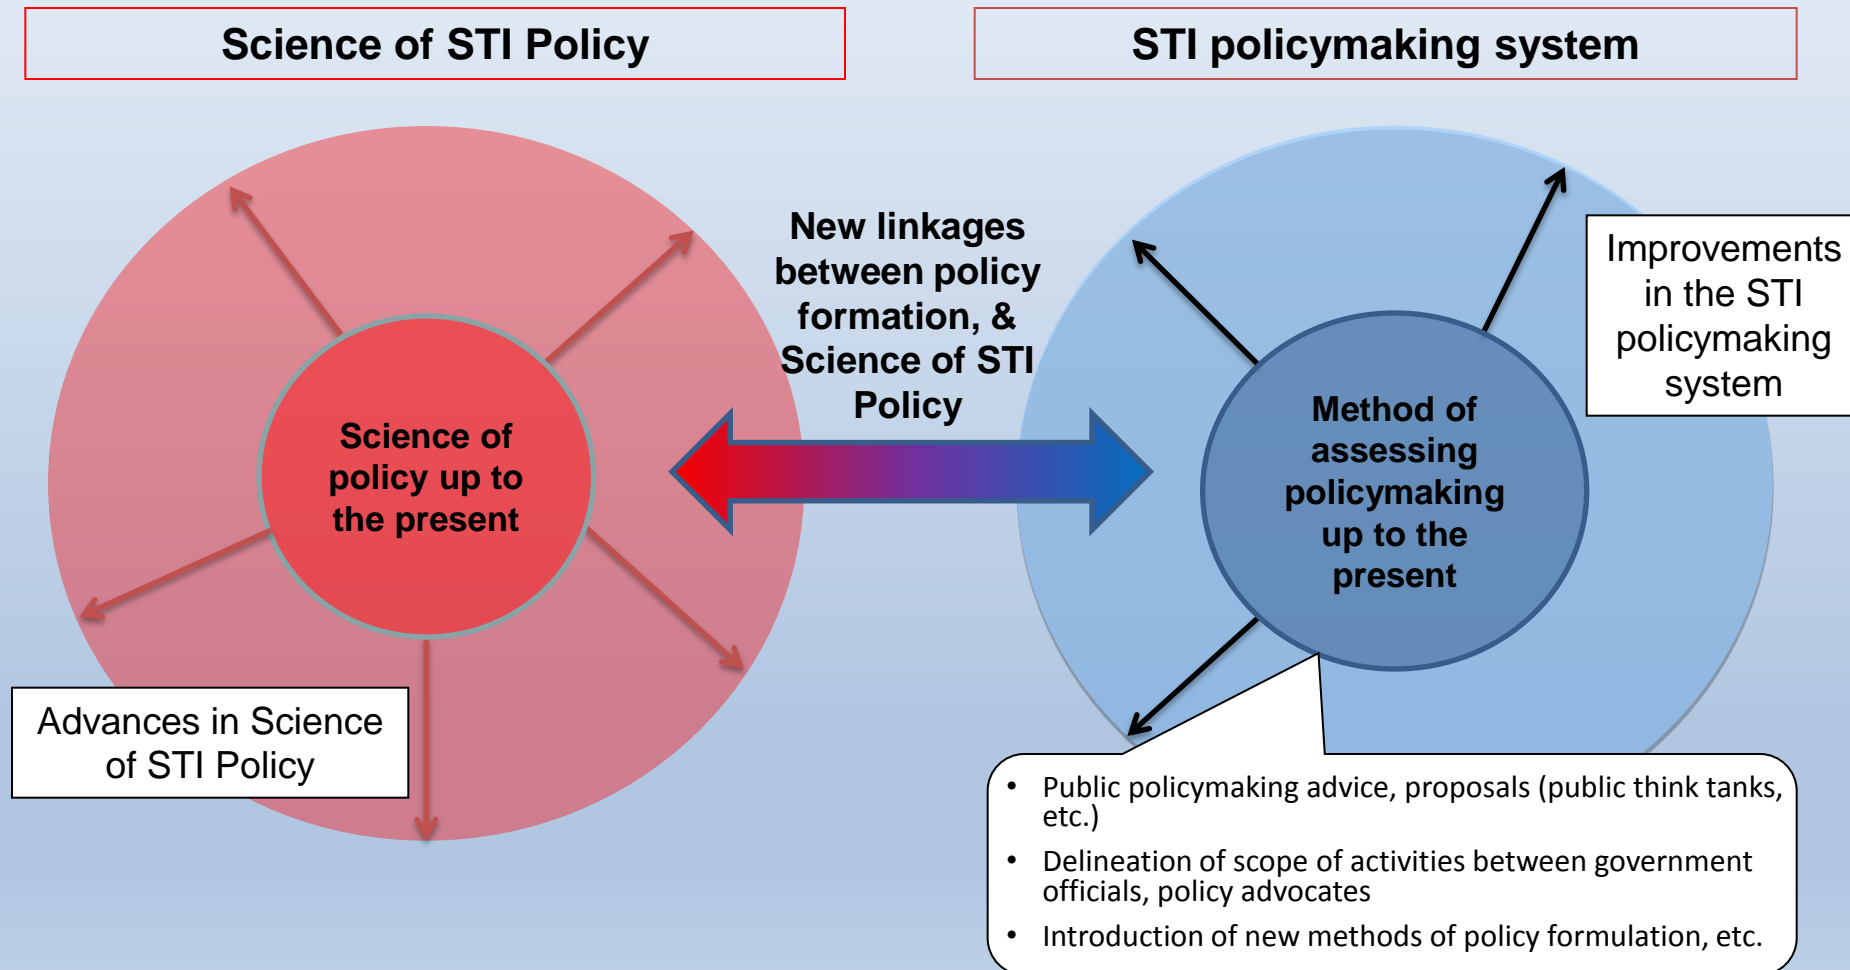 Science of STI Policy
STI policymaking system
New linkages
between policy
formation, &
Science of STI
Policy
Improvements
in the STI
policymaking
system
Science of
policy up to
the present
Method of
assessing
policymaking
up to the
present
Advances in Science
of STI Policy
• Public policymaking advice, proposals (public think tanks,
etc.)
• Delineation of scope of activities between government
officials, policy advocates
• Introduction of new methods of policy formulation, etc.